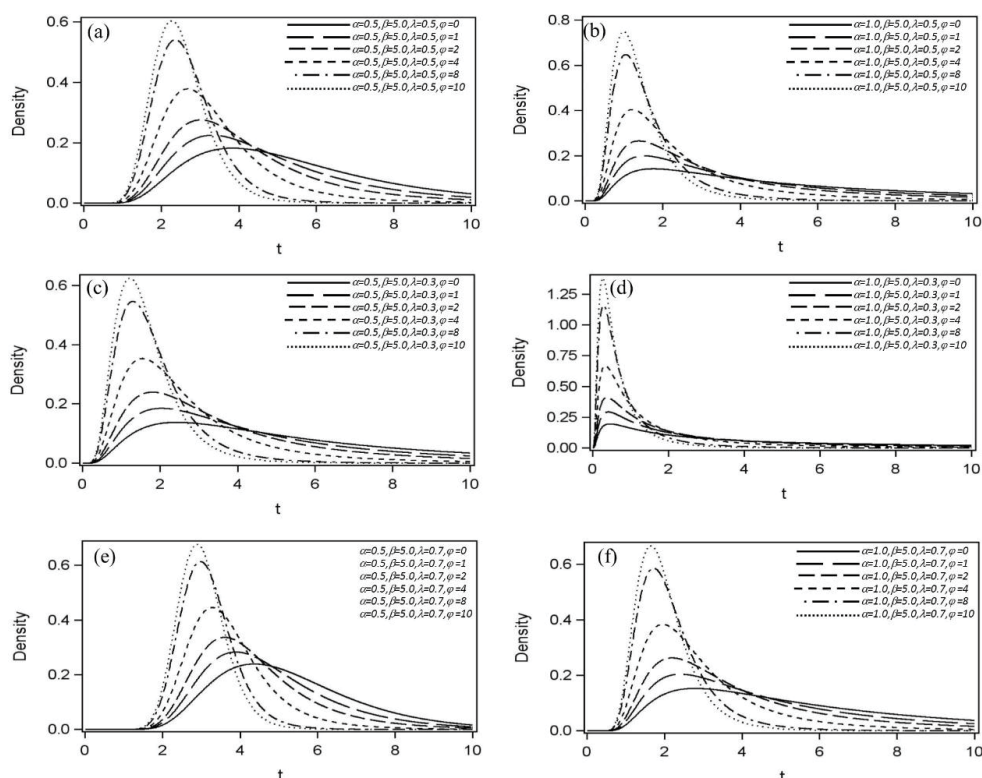 (a)
α=0.5,β=5.0,λ=0.5,φ=0
α=0.5,β=5.0,λ=0.5,φ=1
α=0.5,β=5.0,λ=0.5,φ=2
α=0.5,β=5.0,λ=0.5,φ=4
α=0.5,β=5.0,λ=0.5,φ=8
α=0.5,β=5.0,λ=0.5,φ=10
Density
0.6
0.4
0.2
0.0
0 2 4 6 8 10
t
(b)
α=1.0,β=5.0,λ=0.5,φ=0
α=1.0,β=5.0,λ=0.5,φ=1
α=1.0,β=5.0,λ=0.5,φ=2
α=1.0,β=5.0,λ=0.5,φ=4
α=1.0,β=5.0,λ=0.5,φ=8
α=1.0,β=5.0,λ=0.5,φ=10
Density
0.8
0.6
0.4
0.2
0.0
0 2 4 6 8 10
t
(c)
α=0.5,β=5.0,λ=0.3,φ=0
α=0.5,β=5.0,λ=0.3,φ=1
α=0.5,β=5.0,λ=0.3,φ=2
α=0.5,β=5.0,λ=0.3,φ=4
α=0.5,β=5.0,λ=0.3,φ=8
α=0.5,β=5.0,λ=0.3,φ=10
Density
0.6
0.4
0.2
0.0
0 2 4 6 8 10
t
(d)
α=1.0,β=5.0,λ=0.3,φ=0
α=1.0,β=5.0,λ=0.3,φ=1
α=1.0,β=5.0,λ=0.3,φ=2
α=1.0,β=5.0,λ=0.3,φ=4
α=1.0,β=5.0,λ=0.3,φ=8
α=1.0,β=5.0,λ=0.3,φ=10
Density
1.25
1.00
0.75
0.50
0.25
0.00
0 2 4 6 8 10
t
(e)
α=0.5,β=5.0,λ=0.7,φ=0
α=0.5,β=5.0,λ=0.7,φ=1
α=0.5,β=5.0,λ=0.7,φ=2
α=0.5,β=5.0,λ=0.7,φ=4
α=0.5,β=5.0,λ=0.7,φ=8
α=0.5,β=5.0,λ=0.7,φ=10
Density
0.6
0.4
0.2
0.0
0 2 4 6 8 10
t
(f)
α=1.0,β=5.0,λ=0.7,φ=0
α=1.0,β=5.0,λ=0.7,φ=1
α=1.0,β=5.0,λ=0.7,φ=2
α=1.0,β=5.0,λ=0.7,φ=4
α=1.0,β=5.0,λ=0.7,φ=8
α=1.0,β=5.0,λ=0.7,φ=10
Density
0.6
0.4
0.2
0.0
0 2 4 6 8 10
t